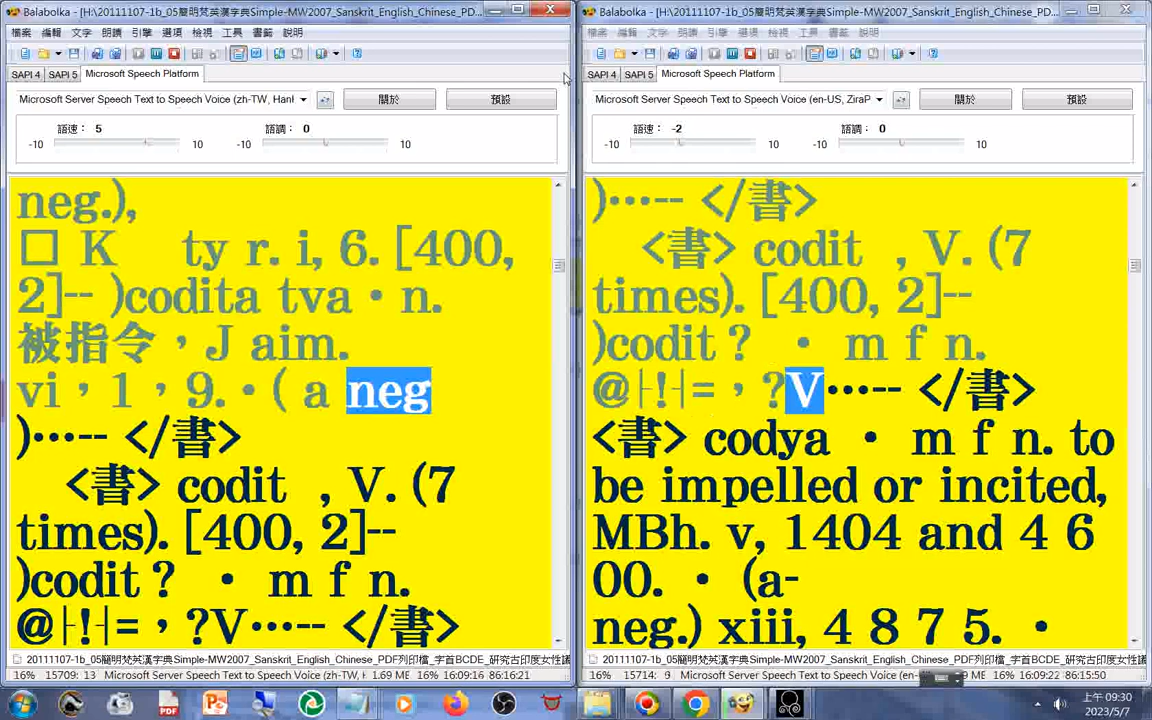 Balabolka - [H:\20111107-1b_05簡明梵英漢字典Simple-MW2007_Sanskrit_English_Chinese_PD...
檔案 編輯 文字 朗讀 引擎 選項 檢視 工具 書籤 說明
SAPI 4 SAPI 5 Microsoft Speech Platform
Microsoft Server Speech Text to Speech Voice (zh-TW, Han
關於 預設
語速： 5 語調： 0
-10 10 -10 10
neg.),
□ K ty r. i, 6. [400,
2]-- )codita tva • n.
被指令，J aim.
vi，1，9. •( a neg
)…-- </書>
<書> codit , V. (7
times). [400, 2]--
)codit？ • m f n.
@├!┤=，?V…-- </書>
20111107-1b_05簡明梵英漢字典Simple-MW2007_Sanskrit_English_Chinese_PDF列印檔_字首BCDE_研究古印度女性議
16% 15709: 13 Microsoft Server Speech Text to Speech Voice (zh-TW, 1.69 ME 16% 16:09:16 86:16:21
Balabolka - [H:\20111107-1b_05簡明梵英漢字典Simple-MW2007_Sanskrit_English_Chinese_PD...
檔案 編輯 文字 朗讀 引擎 選項 檢視 工具 書籤 說明
SAPI 4 SAPI 5 Microsoft Speech Platform
Microsoft Server Speech Text to Speech Voice (en-US, ZiraP
關於 預設
語速： -2 語調： 0
-10 10 -10 10
)…-- </書>
<書> codit , V. (7
times). [400, 2]--
)codit？ • m f n.
@├!┤=，?V…-- </書>
<書> codya • m f n. to
be impelled or incited,
MBh. v, 1404 and 4 6
00. • (a-
neg.) xiii, 4 8 7 5. •
20111107-1b_05簡明梵英漢字典Simple-MW2007_Sanskrit_English_Chinese_PDF列印檔_字首BCDE_研究古印度女性議
16% 15714: 9 Microsoft Server Speech Text to Speech Voice (en-US, 16% 16:09:22 86:15:50
上午 09:30
2023/5/7